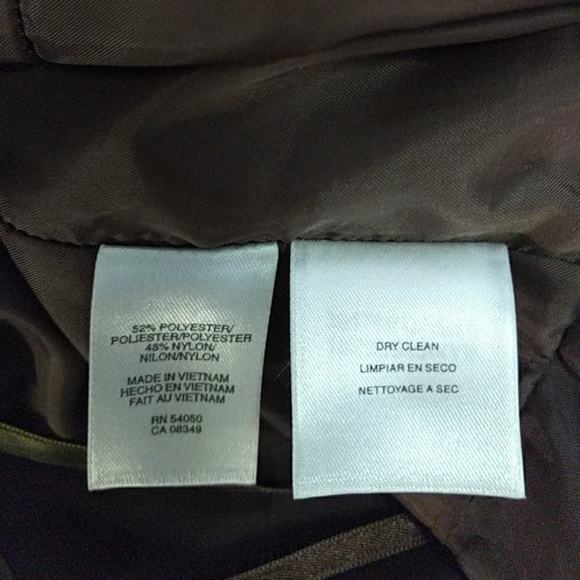 52% POLYESTER/
POLIESTER/POLYESTER
48% NYLON/
NILON/NYLON
MADE IN VIETNAM
HECHO EN VIETNAM
FAIT AU VIETNAM
RN 54050
CA 08349
DRY CLEAN
LIMPIAR EN SECO
NETTOYAGE A SEC